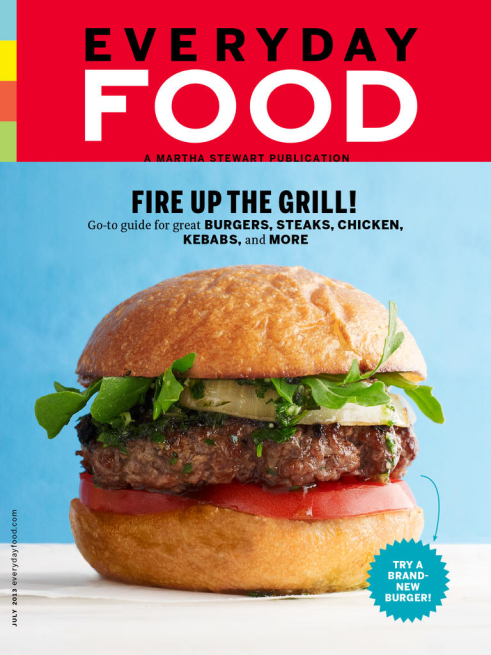 EVERYDAY
FOOD
A MARTHA STEWART PUBLICATION
FIRE UP THE GRILL!
Go-to guide for great BURGERS, STEAKS, CHICKEN,
KEBABS, and MORE
TRY A
BRAND-
NEW
BURGER!
JULY 2013 everydayfood.com